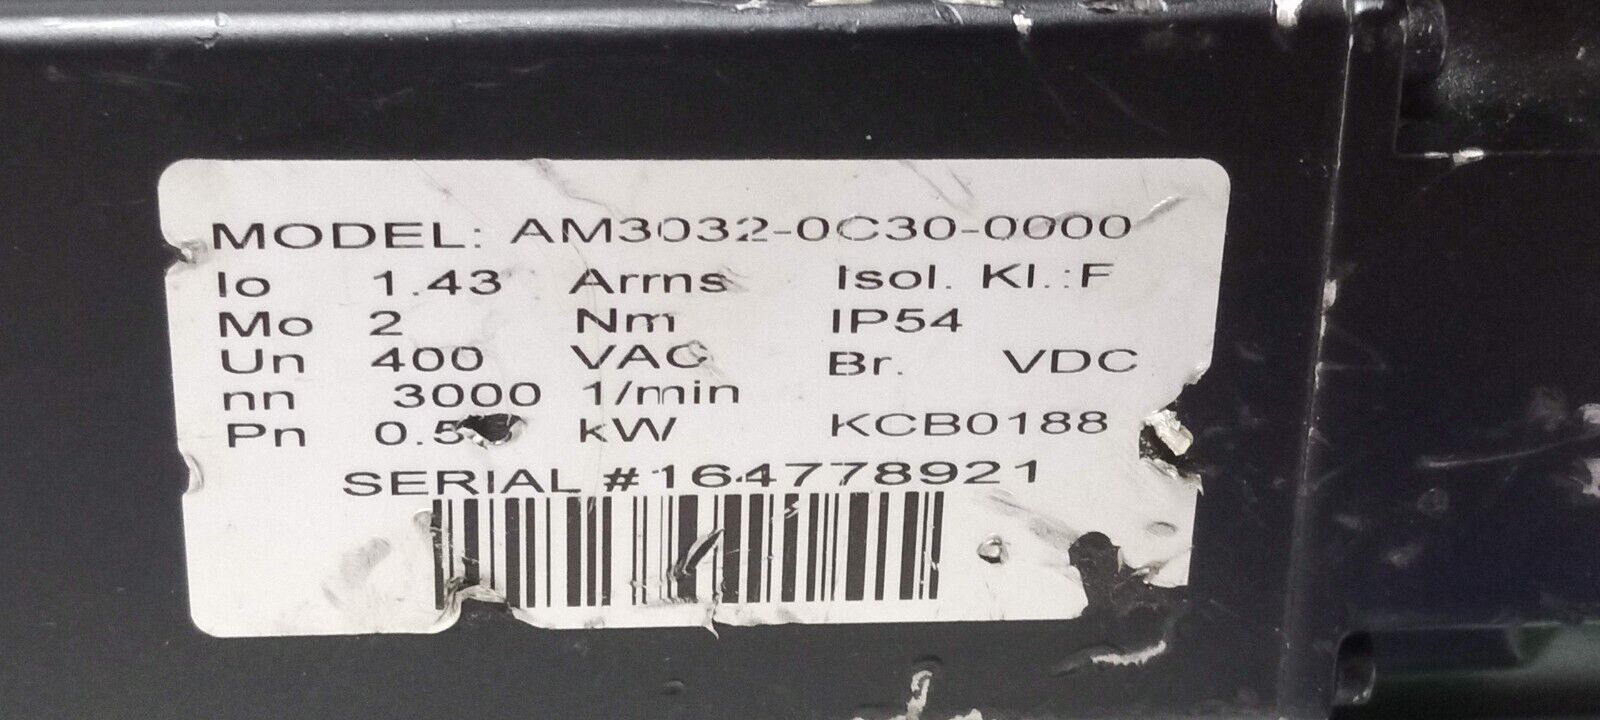 MODEL: AM3032-0C30-0000
Io 1.43 Arms Isol. Kl.:F
Mo 2 Nm IP54
Un 400 VAC Br. VDC
nn 3000 1/min
Pn kW KCB0188
SERIAL #164778921